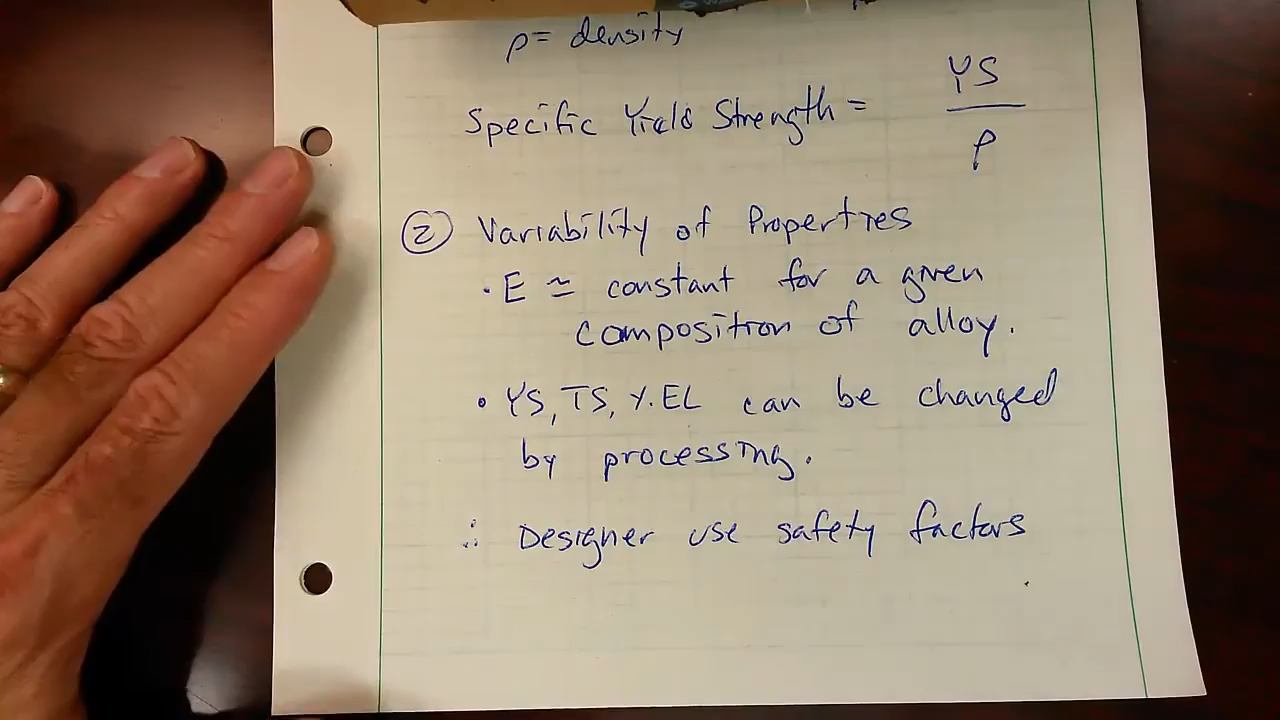 ρ = density
Specific Yield Strength = YS / ρ
② Variability of Properties
• E ≃ constant for a given
composition of alloy.
• YS, TS, %EL can be changed
by processing.
∴ Designer use safety factors